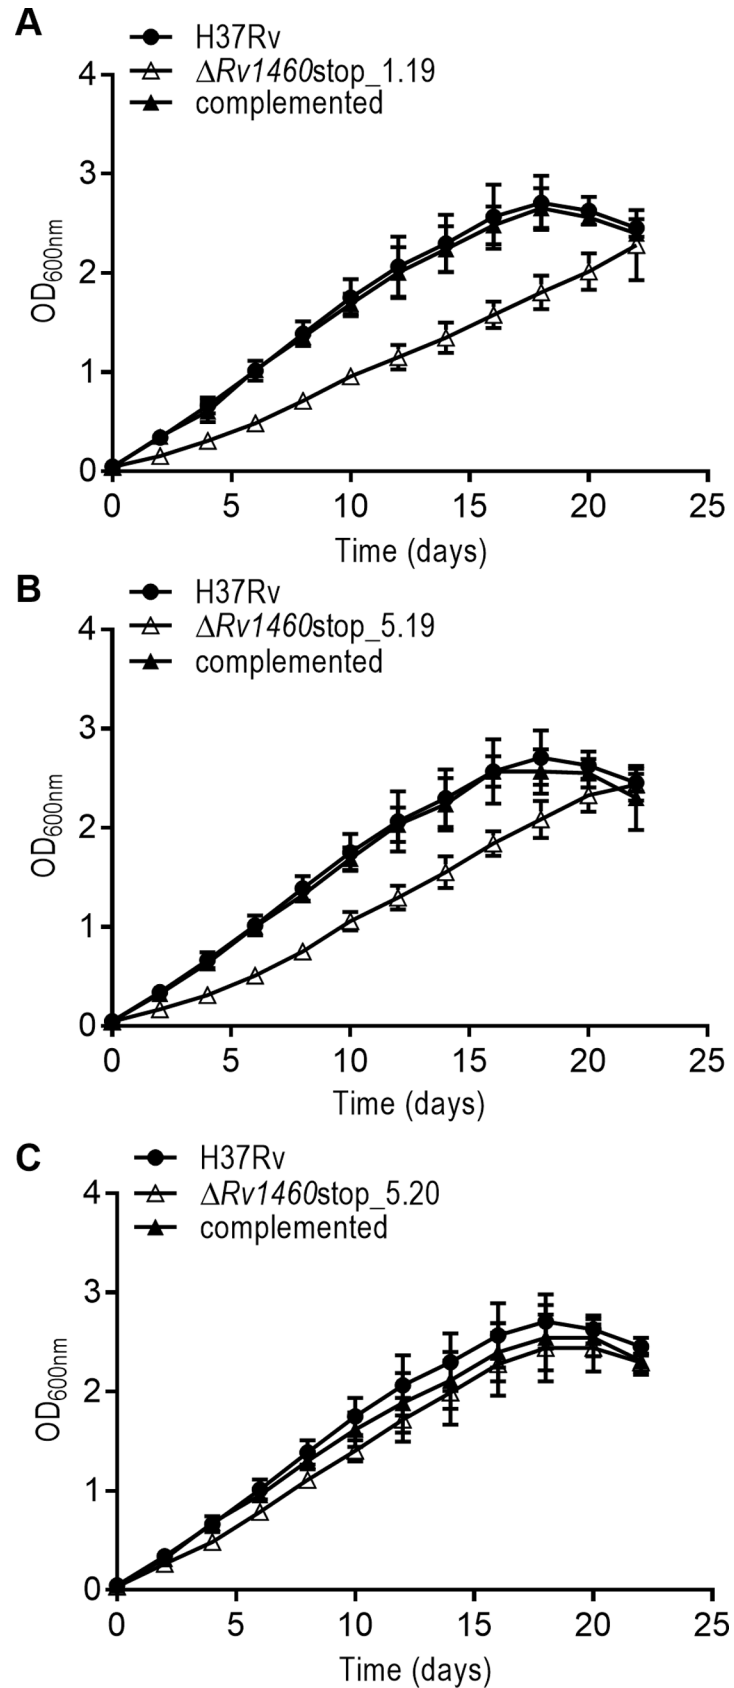 A
H37Rv
ΔRv1460stop_1.19
complemented
4
3
2
1
0
OD600nm
0 5 10 15 20 25
Time (days)
B
H37Rv
ΔRv1460stop_5.19
complemented
4
3
2
1
0
OD600nm
0 5 10 15 20 25
Time (days)
C
H37Rv
ΔRv1460stop_5.20
complemented
4
3
2
1
0
OD600nm
0 5 10 15 20 25
Time (days)